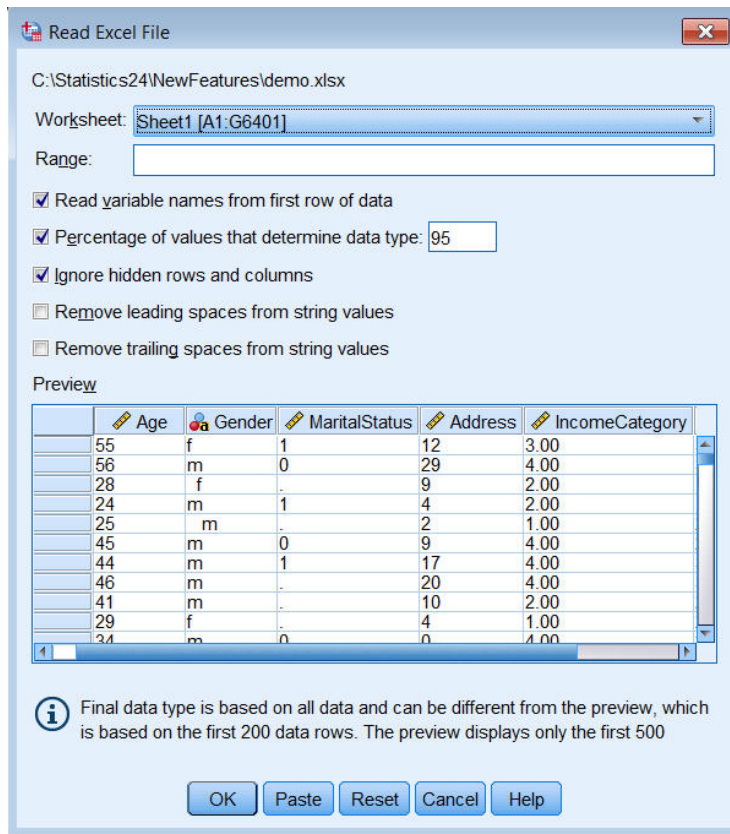 Read Excel File
C:\Statistics24\NewFeatures\demo.xlsx
Worksheet: Sheet1 [A1:G6401]
Range:
Read variable names from first row of data
Percentage of values that determine data type: 95
Ignore hidden rows and columns
Remove leading spaces from string values
Remove trailing spaces from string values
Preview
Age a Gender MaritalStatus Address IncomeCategory
55 f 1 12 3.00
56 m 0 29 4.00
28 f . 9 2.00
24 m 1 4 2.00
25 m . 2 1.00
45 m 0 9 4.00
44 m 1 17 4.00
46 m . 20 4.00
41 m . 10 2.00
29 f . 4 1.00
34 m 0 0 4.00
Final data type is based on all data and can be different from the preview, which
is based on the first 200 data rows. The preview displays only the first 500
OK Paste Reset Cancel Help